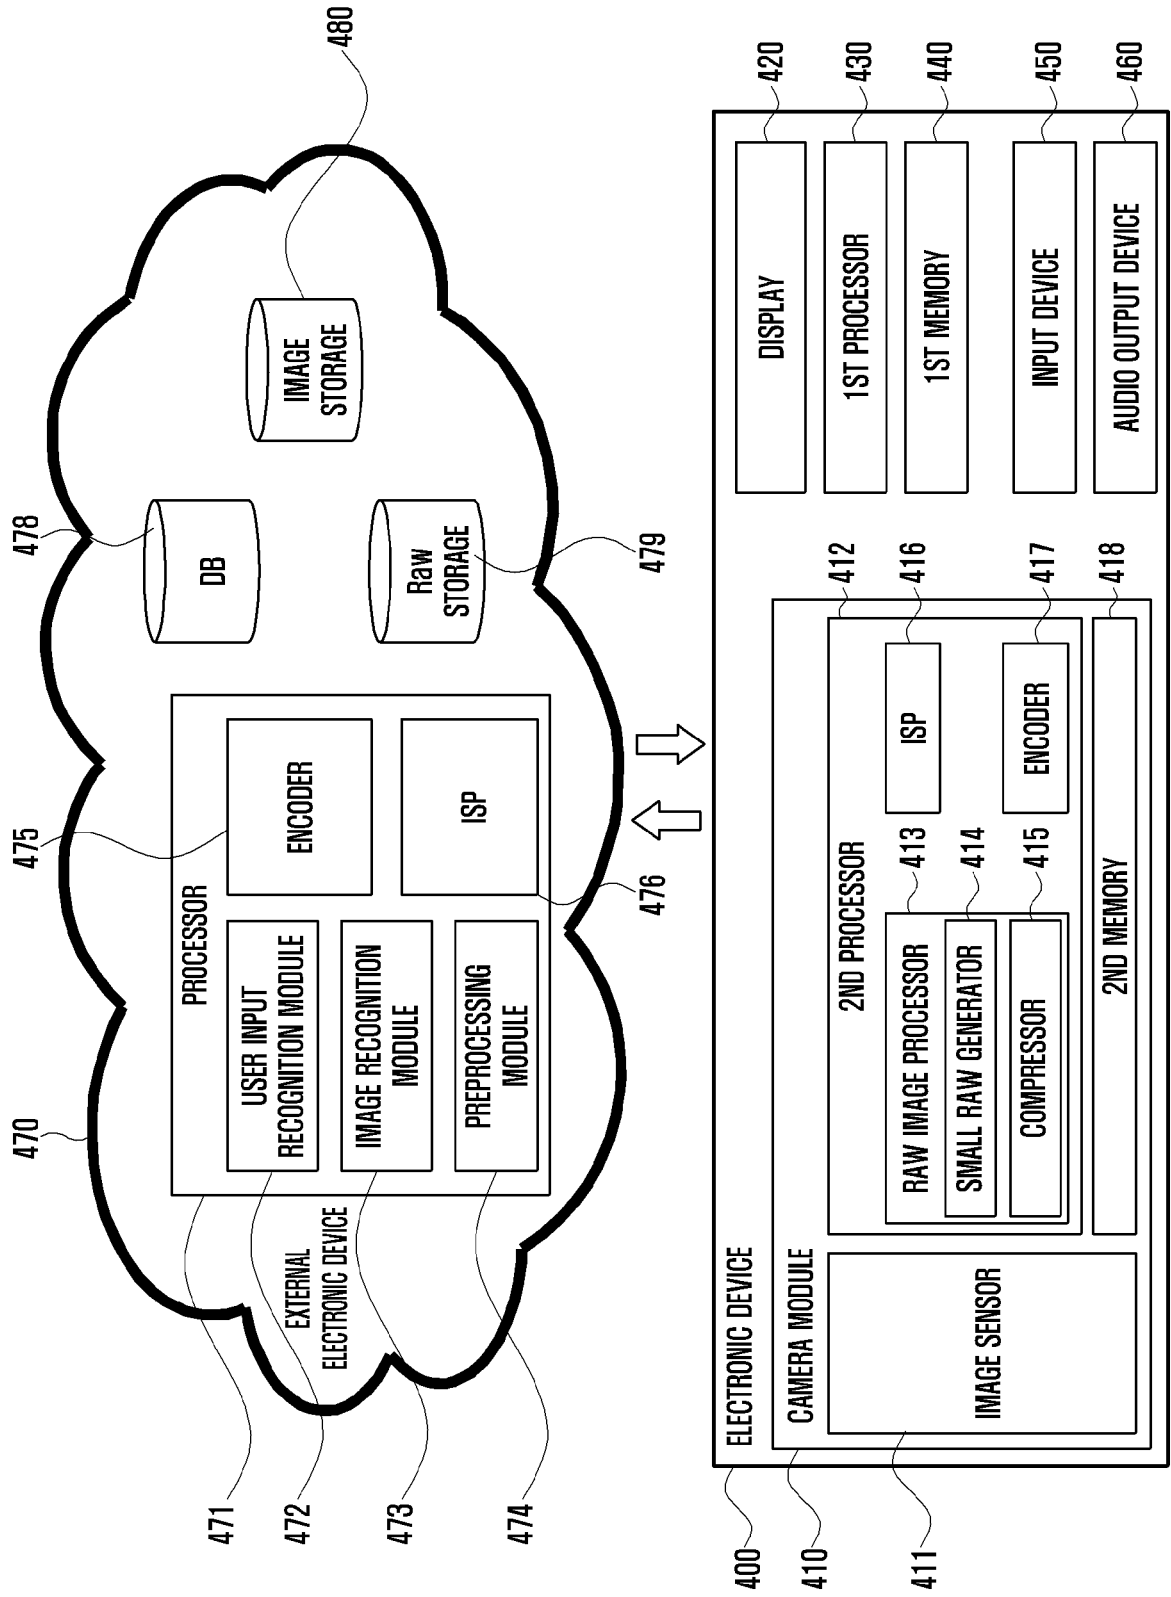 470
475
478
480
471
472
473
474
476
479
EXTERNAL
ELECTRONIC DEVICE
PROCESSOR
USER INPUT
RECOGNITION MODULE
IMAGE RECOGNITION
MODULE
PREPROCESSING
MODULE
ENCODER
ISP
DB
Raw
STORAGE
IMAGE
STORAGE
ELECTRONIC DEVICE
CAMERA MODULE
IMAGE SENSOR
2ND PROCESSOR
RAW IMAGE PROCESSOR
413
SMALL RAW GENERATOR
414
COMPRESSOR
415
ISP
ENCODER
2ND MEMORY
412
416
417
418
DISPLAY
1ST PROCESSOR
1ST MEMORY
INPUT DEVICE
AUDIO OUTPUT DEVICE
420
430
440
450
460
400
410
411